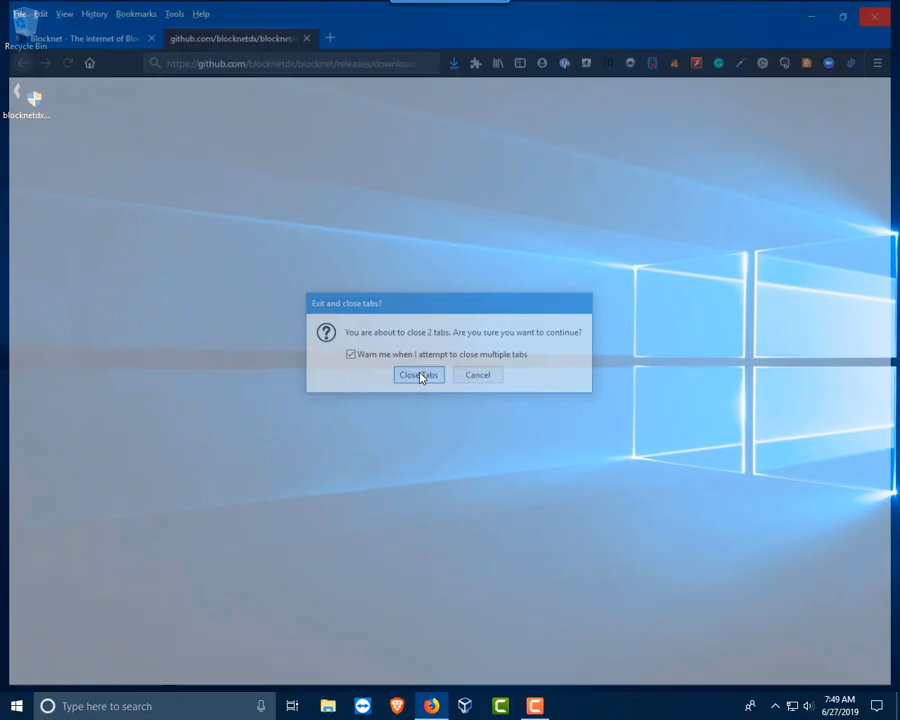 File Edit View History Bookmarks Tools Help
Recycle Bin
Blocknet - The Internet of Bloc
github.com/blocknetdx/blocknet/
https://github.com/blocknetdx/blocknet/releases/download
blocknetdx...
Exit and close tabs?
You are about to close 2 tabs. Are you sure you want to continue?
Warn me when I attempt to close multiple tabs
Close Tabs Cancel
Type here to search
7:49 AM
6/27/2019